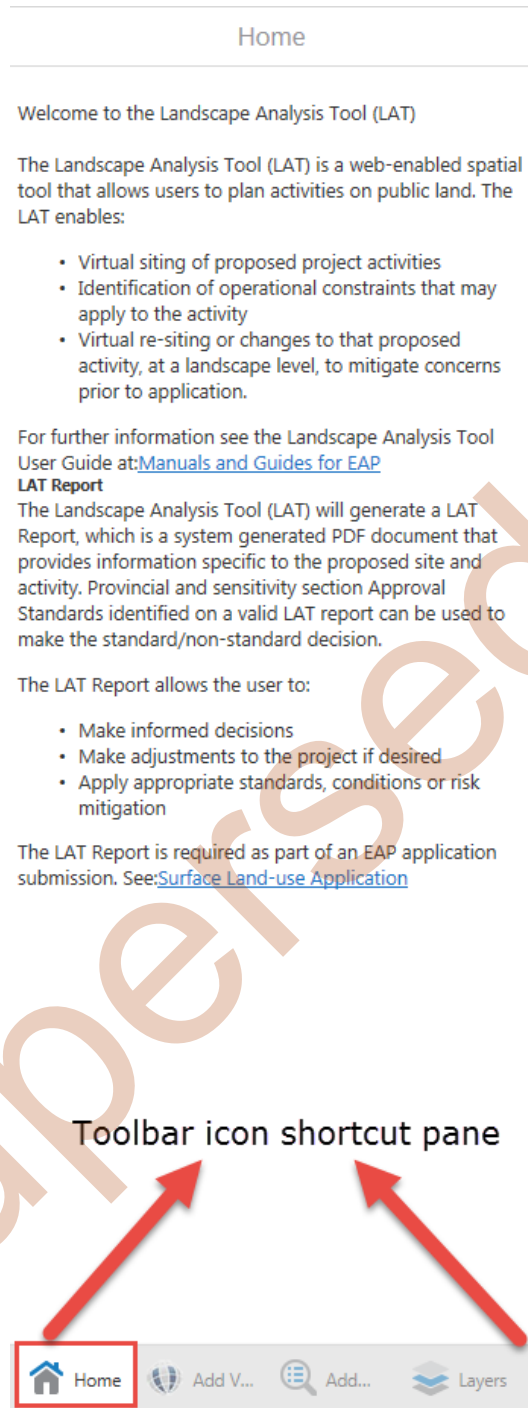 Home
Welcome to the Landscape Analysis Tool (LAT)
The Landscape Analysis Tool (LAT) is a web-enabled spatial
tool that allows users to plan activities on public land. The
LAT enables:
• Virtual siting of proposed project activities
• Identification of operational constraints that may
apply to the activity
• Virtual re-siting or changes to that proposed
activity, at a landscape level, to mitigate concerns
prior to application.
For further information see the Landscape Analysis Tool
User Guide at:Manuals and Guides for EAP
LAT Report
The Landscape Analysis Tool (LAT) will generate a LAT
Report, which is a system generated PDF document that
provides information specific to the proposed site and
activity. Provincial and sensitivity section Approval
Standards identified on a valid LAT report can be used to
make the standard/non-standard decision.
The LAT Report allows the user to:
• Make informed decisions
• Make adjustments to the project if desired
• Apply appropriate standards, conditions or risk
mitigation
The LAT Report is required as part of an EAP application
submission. See:Surface Land-use Application
Toolbar icon shortcut pane
Home Add V... Add... Layers
persed